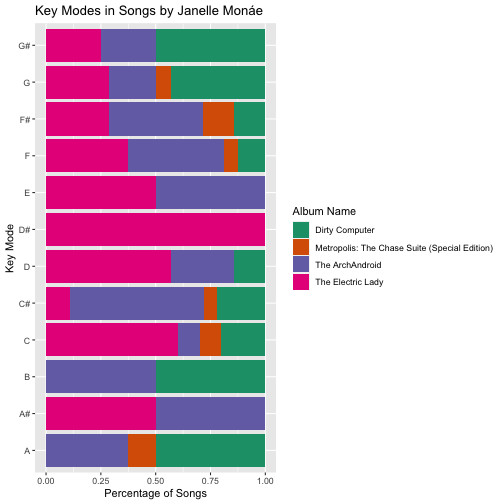 Key Modes in Songs by Janelle Monáe
Key Mode
G#
G
F#
F
E
D#
D
C#
C
B
A#
A
0.00 0.25 0.50 0.75 1.00
Percentage of Songs
Album Name
Dirty Computer
Metropolis: The Chase Suite (Special Edition)
The ArchAndroid
The Electric Lady